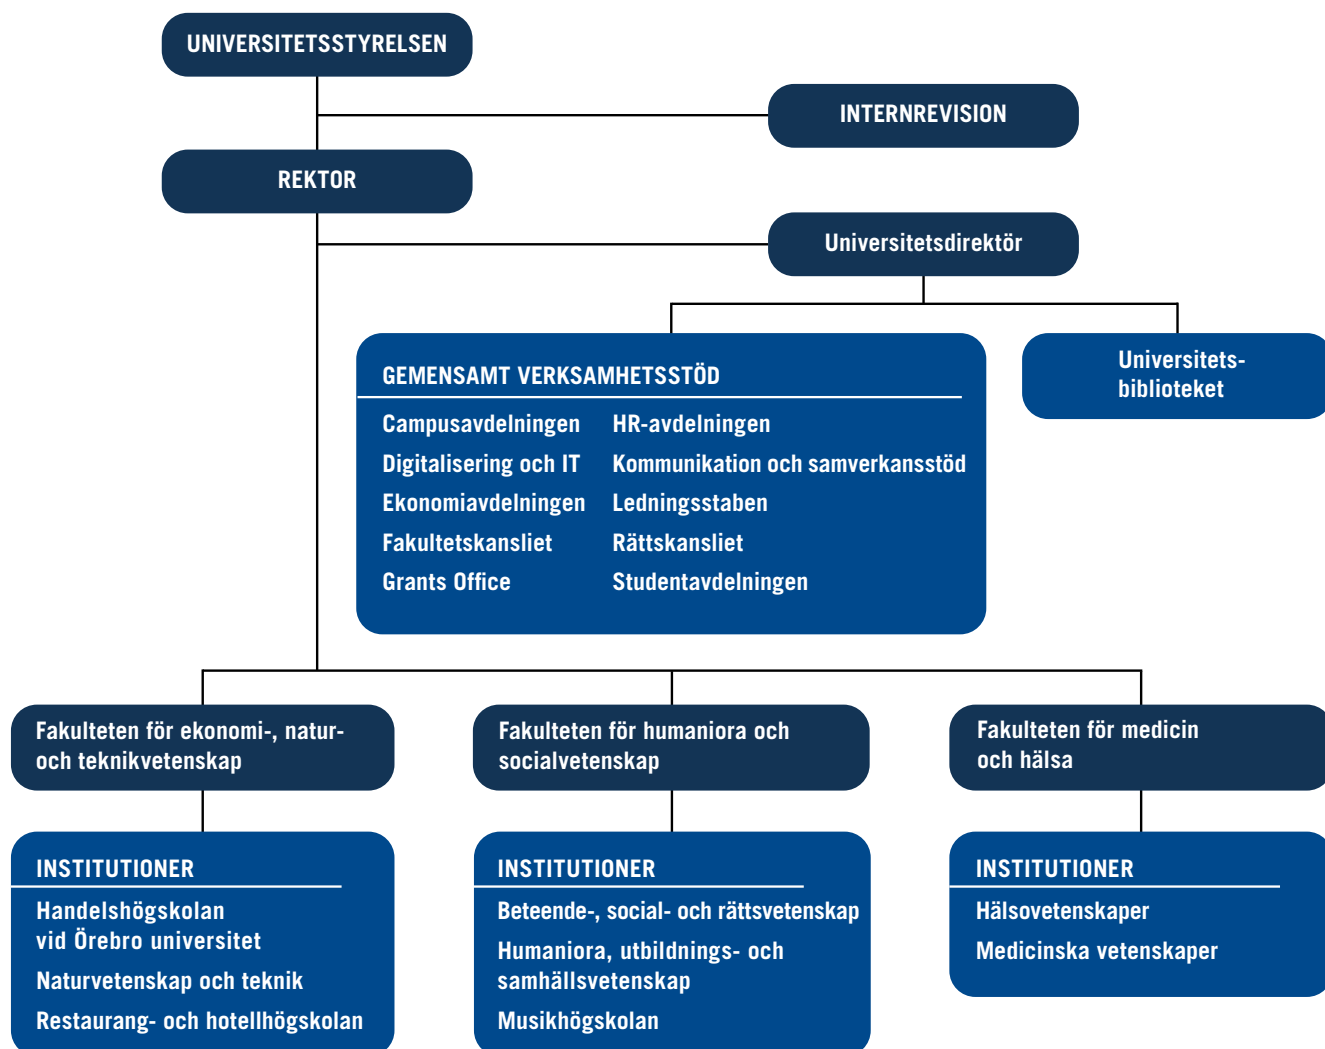 UNIVERSITETSSTYRELSEN
INTERNREVISION
REKTOR
Universitetsdirektör
GEMENSAMT VERKSAMHETSSTÖD
Campusavdelningen
Digitalisering och IT
Ekonomiavdelningen
Fakultetskansliet
Grants Office
HR-avdelningen
Kommunikation och samverkansstöd
Ledningsstaben
Rättskansliet
Studentavdelningen
Universitets-
biblioteket
Fakulteten för ekonomi-, natur-
och teknikvetenskap
INSTITUTIONER
Handelshögskolan
vid Örebro universitet
Naturvetenskap och teknik
Restaurang- och hotellhögskolan
Fakulteten för humaniora och
socialvetenskap
INSTITUTIONER
Beteende-, social- och rättsvetenskap
Humaniora, utbildnings- och
samhällsvetenskap
Musikhögskolan
Fakulteten för medicin
och hälsa
INSTITUTIONER
Hälsovetenskaper
Medicinska vetenskaper